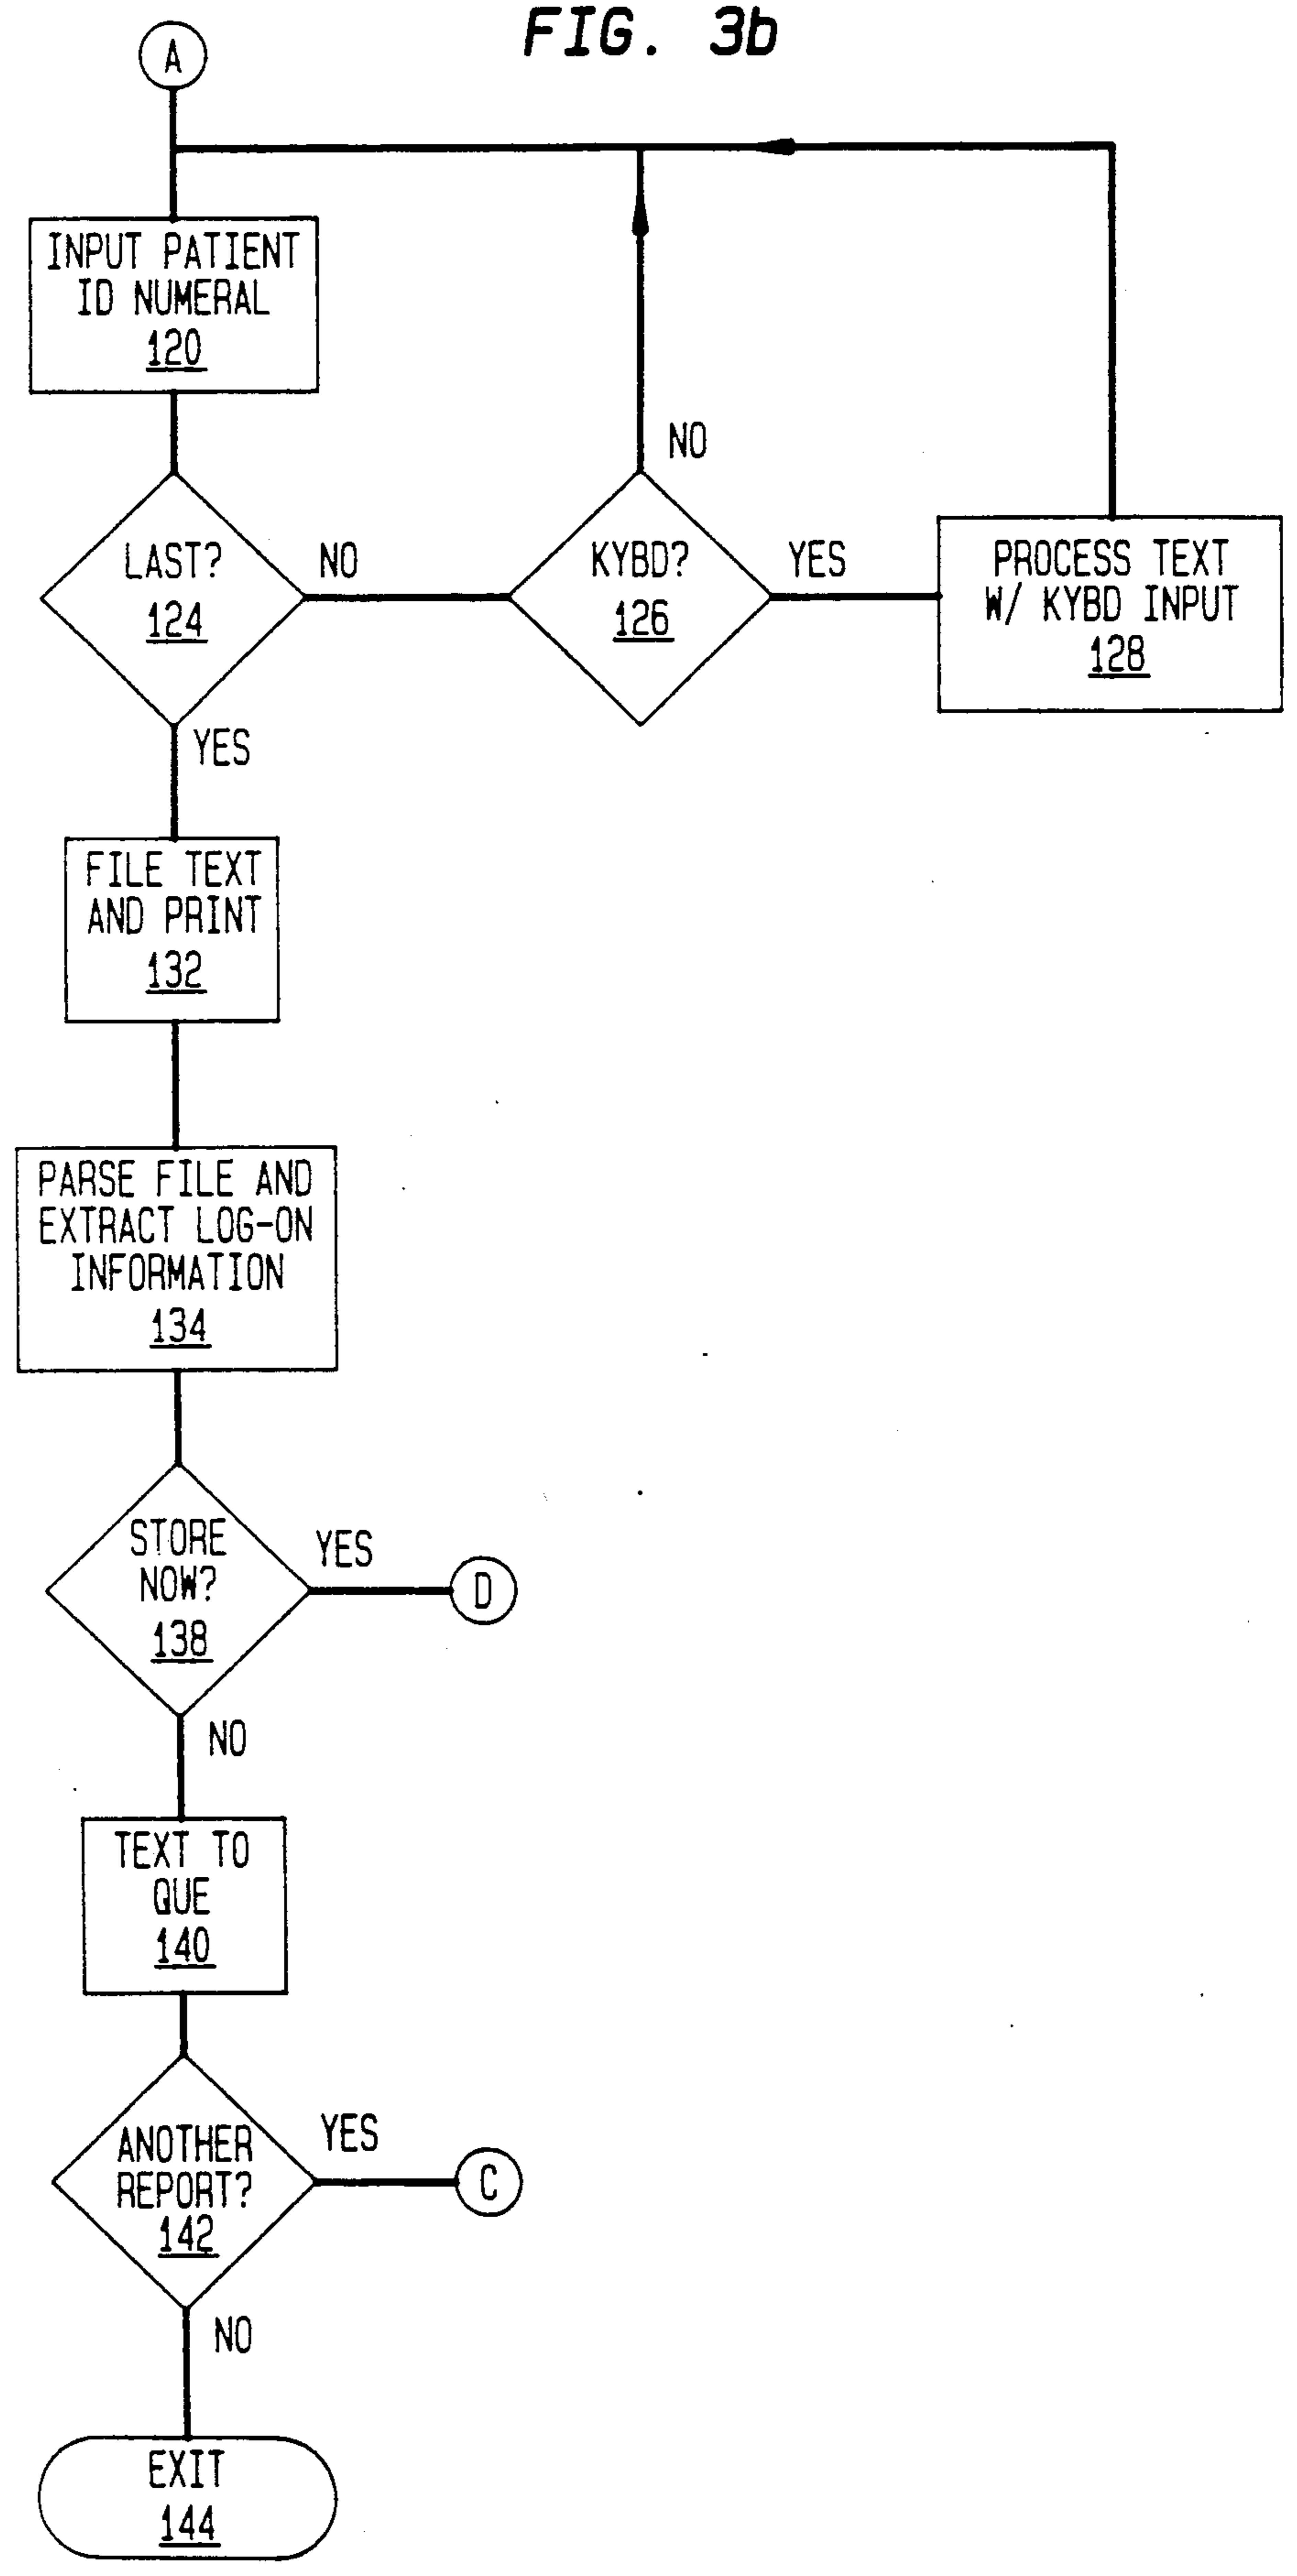 FIG. 3b
A
INPUT PATIENT
ID NUMERAL
120
NO
LAST?
124
NO
KYBD?
126
YES
PROCESS TEXT
W/ KYBD INPUT
128
YES
FILE TEXT
AND PRINT
132
PARSE FILE AND
EXTRACT LOG-ON
INFORMATION
134
STORE
NOW?
138
YES
D
NO
TEXT TO
QUE
140
ANOTHER
REPORT?
142
YES
C
NO
EXIT
144